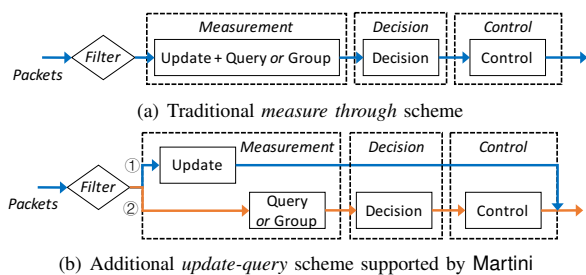 Measurement
Decision
Control
Filter
Packets
Update + Query or Group
Decision
Control
(a) Traditional measure through scheme
Measurement
Decision
Control
①
Update
Filter
Packets
②
Query
or Group
Decision
Control
(b) Additional update-query scheme supported by Martini